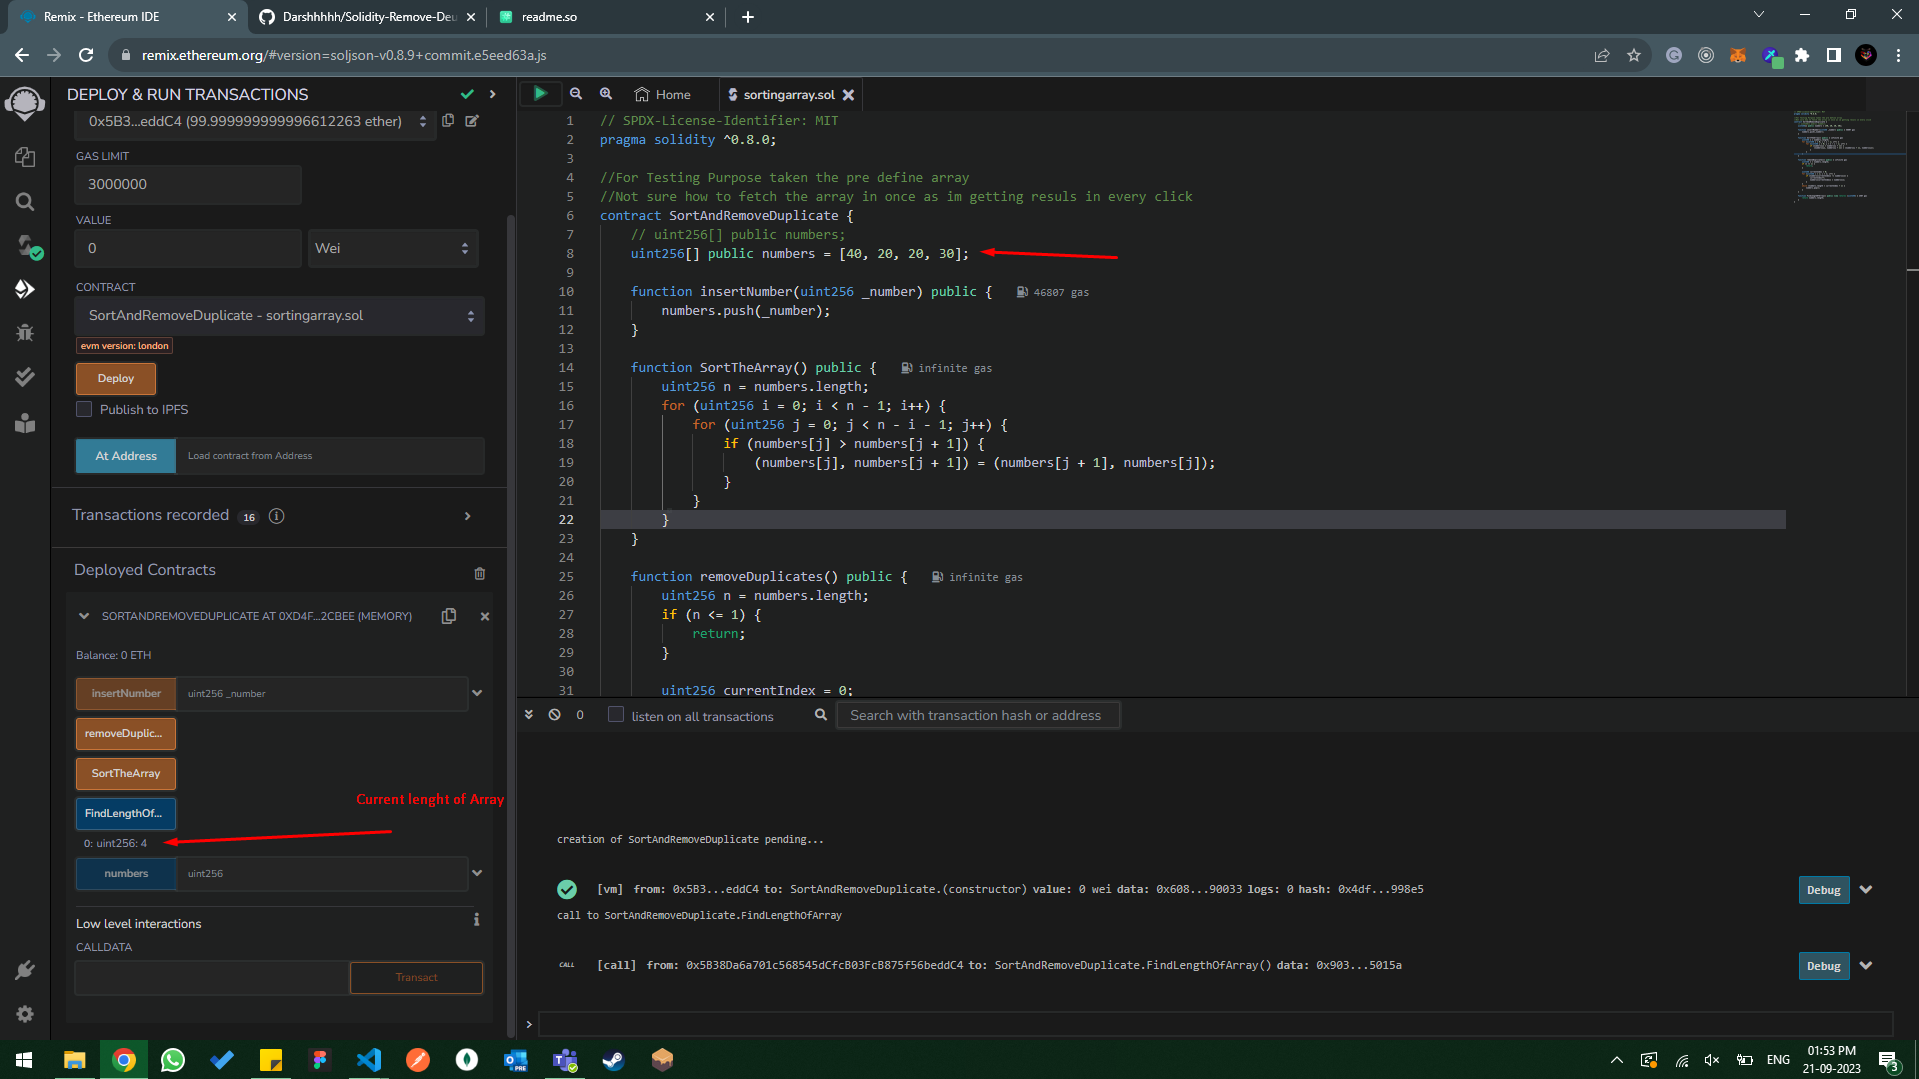 Remix - Ethereum IDE
Darshhhhh/Solidity-Remove-Deu
readme.so
remix.ethereum.org/#version=soljson-v0.8.9+commit.e5eed63a.js
DEPLOY & RUN TRANSACTIONS
0x5B3...eddC4 (99.999999999996612263 ether)
GAS LIMIT
3000000
VALUE
0
Wei
CONTRACT
SortAndRemoveDuplicate - sortingarray.sol
evm version: london
Deploy
Publish to IPFS
At Address
Load contract from Address
Transactions recorded 16 i
Deployed Contracts
SORTANDREMOVEDUPLICATE AT 0XD4F...2CBEE (MEMORY)
Balance: 0 ETH
insertNumber
uint256 _number
removeDuplic...
SortTheArray
Current lenght of Array
FindLengthOf...
0: uint256: 4
numbers
uint256
Low level interactions
CALLDATA
Transact
Home
sortingarray.sol
1 // SPDX-License-Identifier: MIT
2 pragma solidity ^0.8.0;
3
4 //For Testing Purpose taken the pre define array
5 //Not sure how to fetch the array in once as im getting resuls in every click
6 contract SortAndRemoveDuplicate {
7 // uint256[] public numbers;
8 uint256[] public numbers = [40, 20, 20, 30];
9
10 function insertNumber(uint256 _number) public { 46807 gas
11 numbers.push(_number);
12 }
13
14 function SortTheArray() public { infinite gas
15 uint256 n = numbers.length;
16 for (uint256 i = 0; i < n - 1; i++) {
17 for (uint256 j = 0; j < n - i - 1; j++) {
18 if (numbers[j] > numbers[j + 1]) {
19 (numbers[j], numbers[j + 1]) = (numbers[j + 1], numbers[j]);
20 }
21 }
22 }
23 }
24
25 function removeDuplicates() public { infinite gas
26 uint256 n = numbers.length;
27 if (n <= 1) {
28 return;
29 }
30
31 uint256 currentIndex = 0;
0
listen on all transactions
Search with transaction hash or address
creation of SortAndRemoveDuplicate pending...
[vm] from: 0x5B3...eddC4 to: SortAndRemoveDuplicate.(constructor) value: 0 wei data: 0x608...90033 logs: 0 hash: 0x4df...998e5
Debug
call to SortAndRemoveDuplicate.FindLengthOfArray
CALL [call] from: 0x5B38Da6a701c568545dCfcB03FcB875f56beddC4 to: SortAndRemoveDuplicate.FindLengthOfArray() data: 0x903...5015a
Debug
>
ENG
01:53 PM
21-09-2023
3